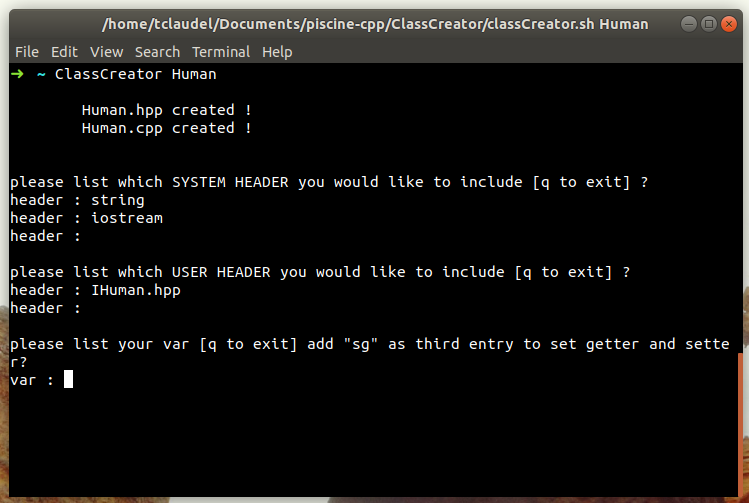 /home/tclaudel/Documents/piscine-cpp/ClassCreator/classCreator.sh Human
File Edit View Search Terminal Help
➜ ~ ClassCreator Human
Human.hpp created !
Human.cpp created !
please list which SYSTEM HEADER you would like to include [q to exit] ?
header : string
header : iostream
header :
please list which USER HEADER you would like to include [q to exit] ?
header : IHuman.hpp
header :
please list your var [q to exit] add "sg" as third entry to set getter and sette
r?
var :